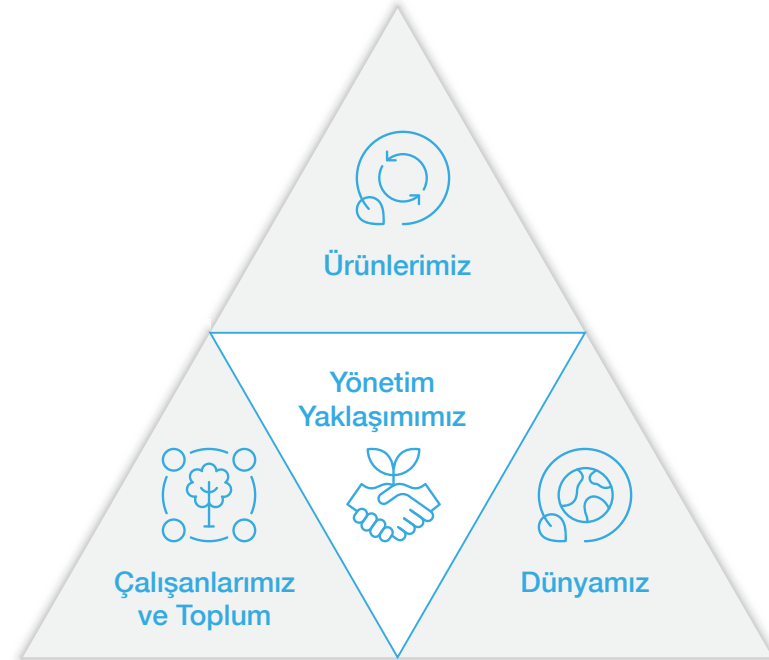 Ürünlerimiz
Yönetim
Yaklaşımımız
Çalışanlarımız
ve Toplum
Dünyamız